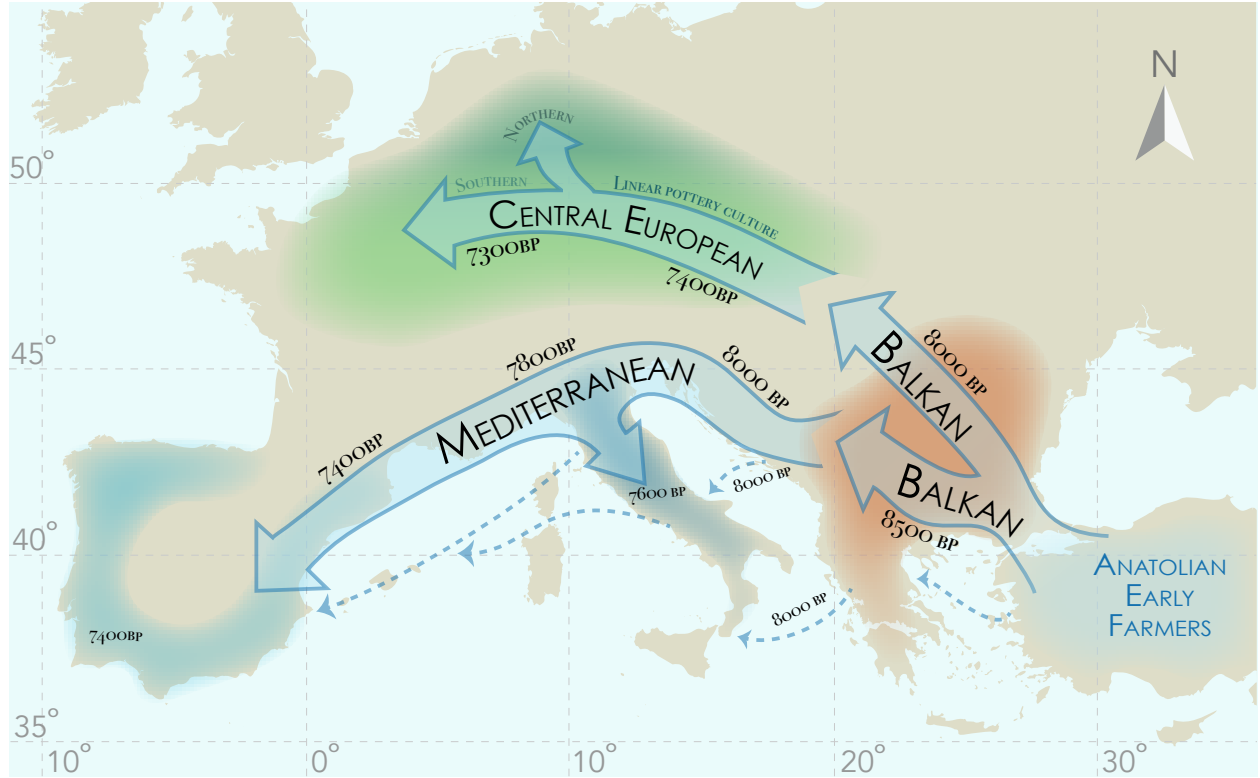 N
Northern
50°
Southern
Linear pottery culture
Central European
7300BP
7400BP
45°
7800BP
8000 BP
8000 BP
Balkan
Mediterranean
7400BP
Balkan
8500 BP
7600 BP
8000 BP
40°
Anatolian
Early
Farmers
8000 BP
7400BP
35°
10°
0°
10°
20°
30°